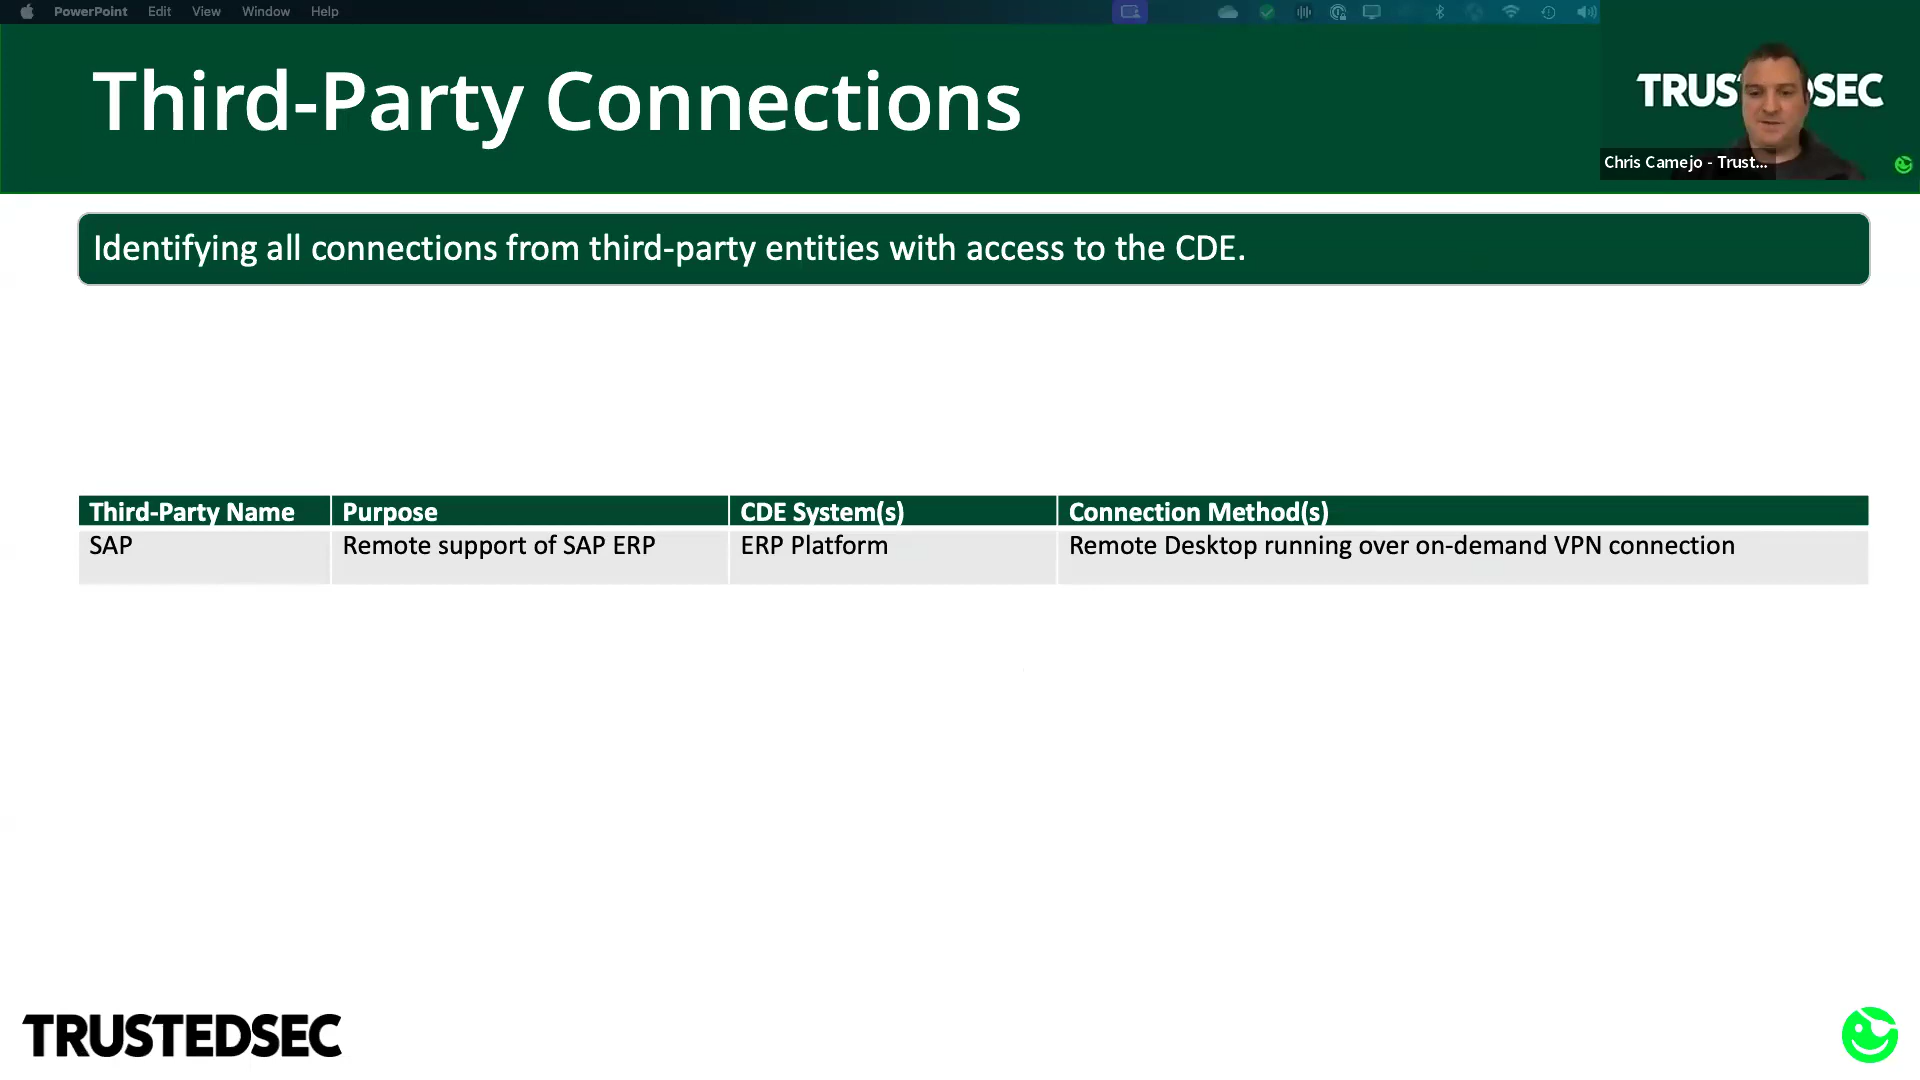 PowerPoint Edit View Window Help
Third-Party Connections
TRUSTEDSEC
Chris Camejo - Trust...
Identifying all connections from third-party entities with access to the CDE.
Third-Party Name Purpose CDE System(s) Connection Method(s)
SAP Remote support of SAP ERP ERP Platform Remote Desktop running over on-demand VPN connection
TRUSTEDSEC